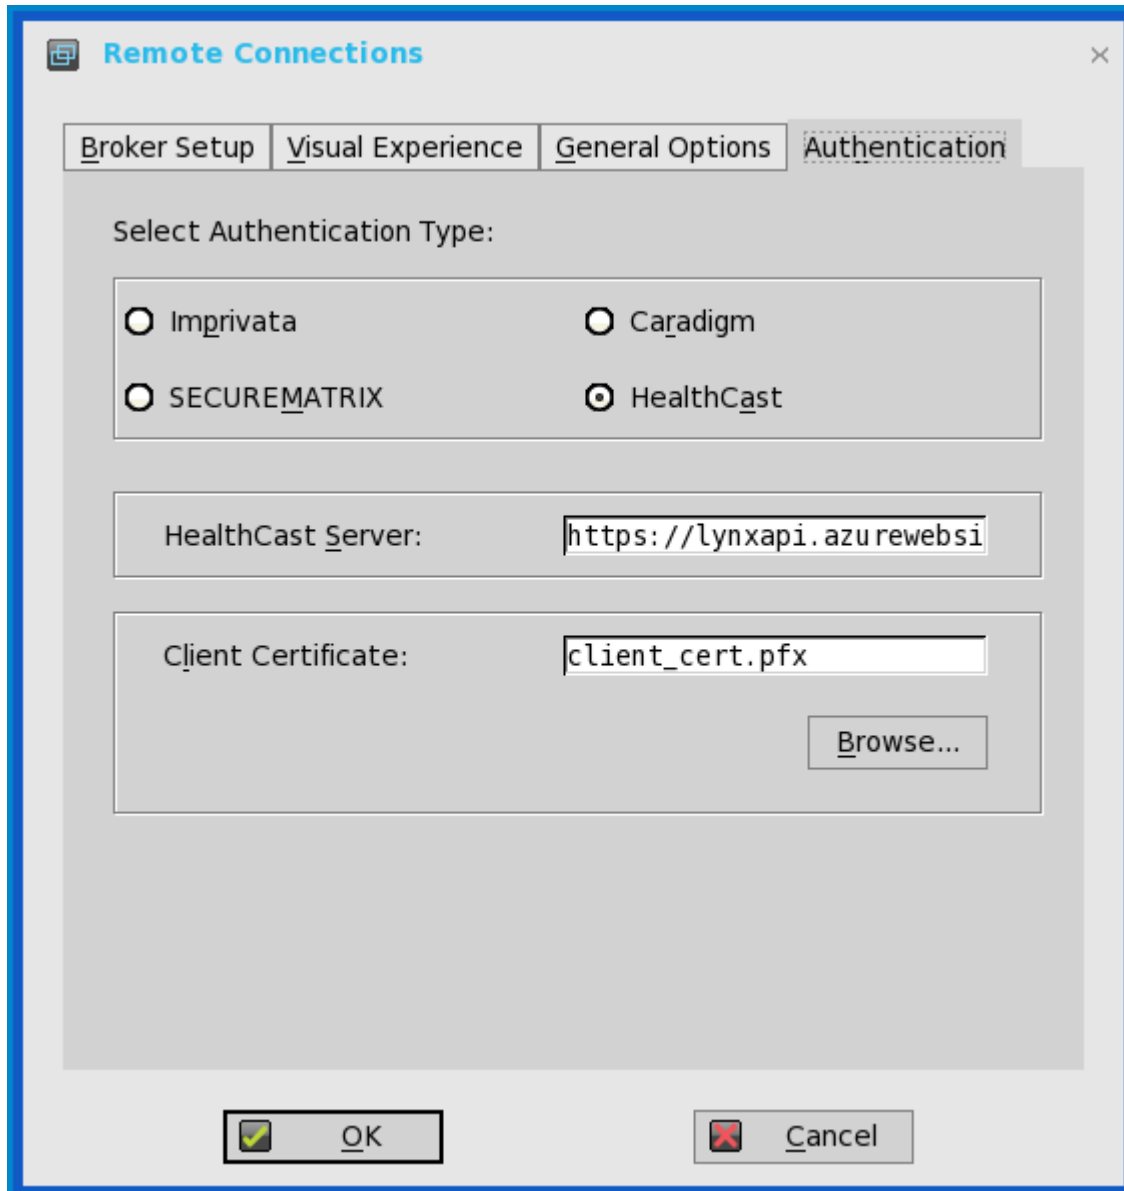 Remote Connections
Broker Setup Visual Experience General Options Authentication
Select Authentication Type:
Imprivata Caradigm
SECUREMATRIX HealthCast
HealthCast Server: https://lynxapi.azurewebsi
Client Certificate: client_cert.pfx
Browse...
OK Cancel